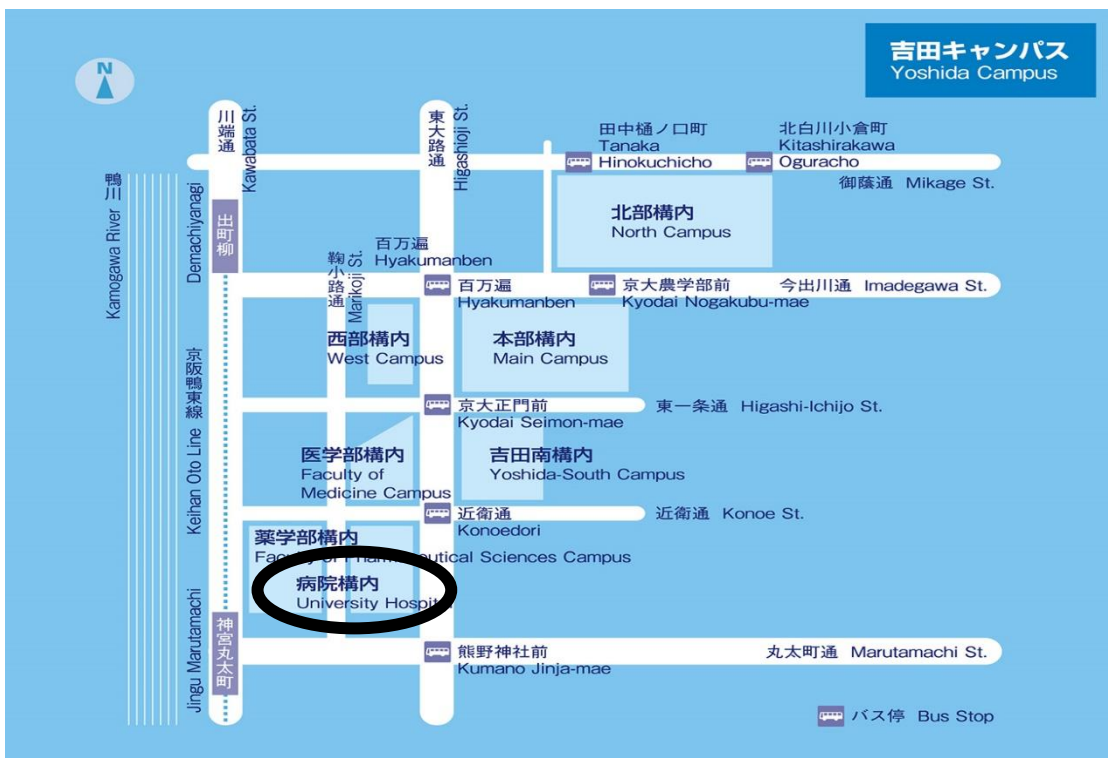 吉田キャンパス
Yoshida Campus
N
川端通
Kawabata St.
東大路通
Higashioji St.
田中樋ノ口町
Tanaka
Hinokuchicho
北白川小倉町
Kitashirakawa
Oguracho
御蔭通 Mikage St.
鴨川
Kamogawa River
Demachiyanagi
出町柳
北部構内
North Campus
百万遍
Hyakumanben
鞠小路通
Marikoji St.
百万遍
Hyakumanben
京大農学部前
Kyodai Nogakubu-mae
今出川通 Imadegawa St.
西部構内
West Campus
本部構内
Main Campus
京阪鴨東線
Keihan Oto Line
京大正門前
Kyodai Seimon-mae
東一条通 Higashi-Ichijo St.
医学部構内
Faculty of
Medicine Campus
吉田南構内
Yoshida-South Campus
近衛通
Konoedori
近衛通 Konoe St.
薬学部構内
Faculty of Pharmaceutical Sciences Campus
病院構内
University Hospital
Jingu Marutamachi
神宮丸太町
熊野神社前
Kumano Jinja-mae
丸太町通 Marutamachi St.
バス停 Bus Stop